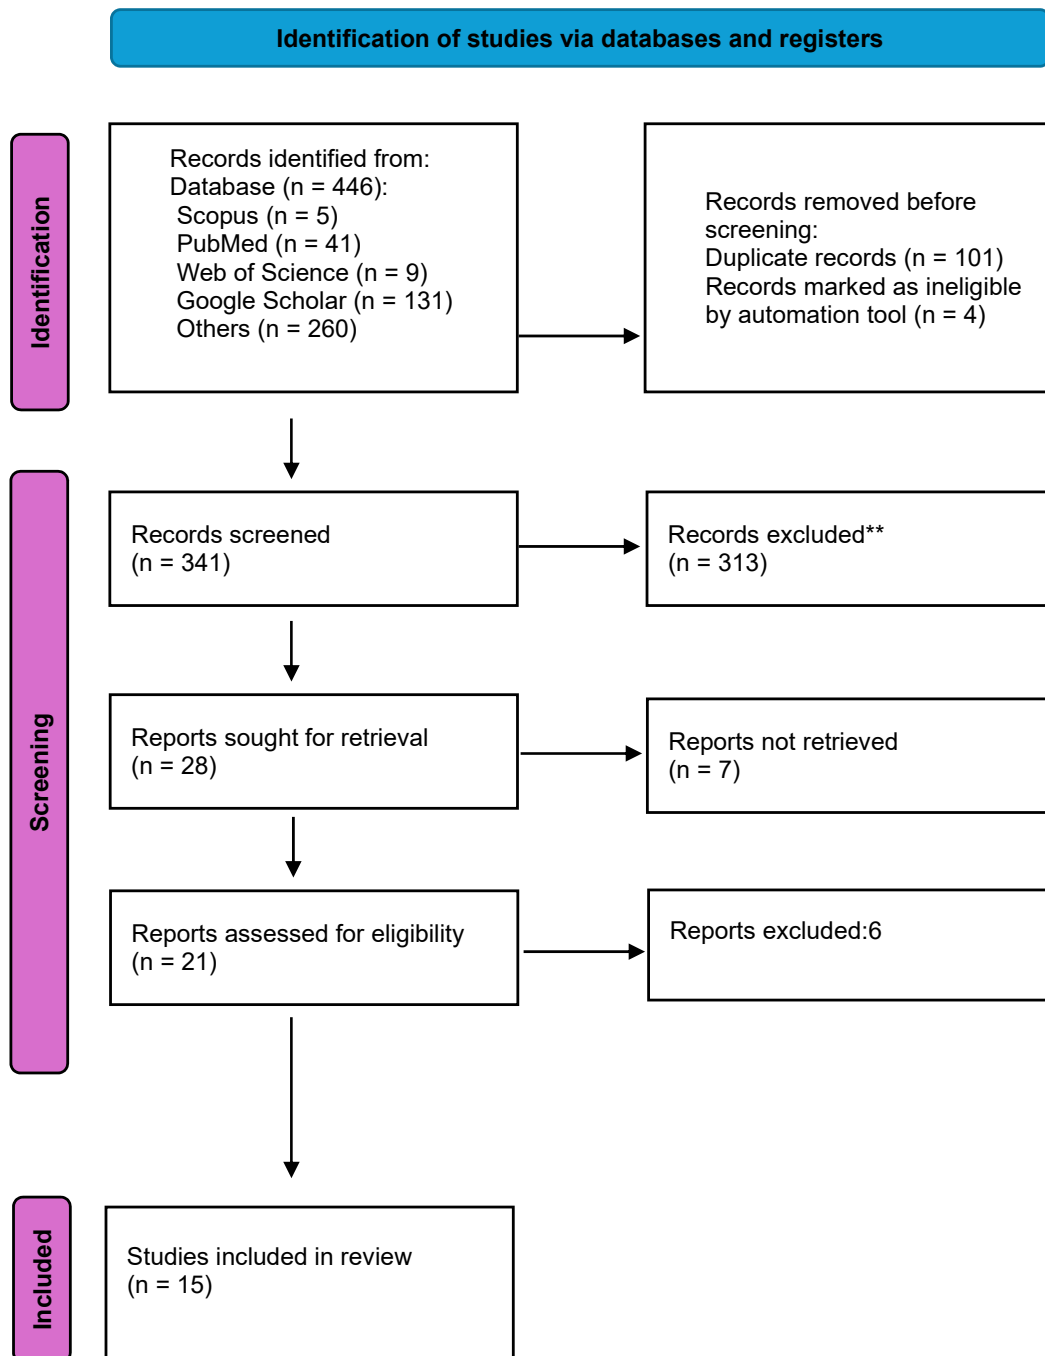 Identification of studies via databases and registers
Identification
Records identified from:
Database (n = 446):
Scopus (n = 5)
PubMed (n = 41)
Web of Science (n = 9)
Google Scholar (n = 131)
Others (n = 260)
Records removed before
screening:
Duplicate records (n = 101)
Records marked as ineligible
by automation tool (n = 4)
Screening
Records screened
(n = 341)
Records excluded**
(n = 313)
Reports sought for retrieval
(n = 28)
Reports not retrieved
(n = 7)
Reports assessed for eligibility
(n = 21)
Reports excluded:6
Included
Studies included in review
(n = 15)